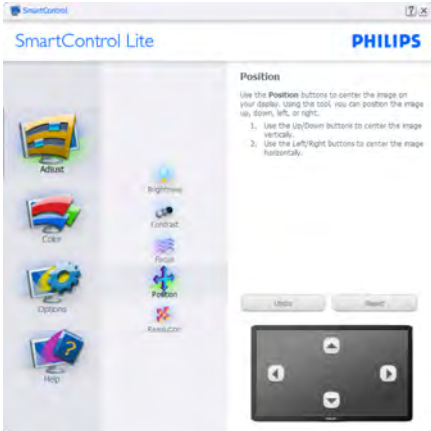 SmartControl
SmartControl Lite
PHILIPS
Position
Use the Position buttons to center the image on
your display. Using the tool, you can position the image
up, down, left, or right.
1. Use the Up/Down buttons to center the image
vertically.
2. Use the Left/Right buttons to center the image
horizontally.
Adjust
Color
Options
Help
Brightness
Contrast
Focus
Position
Resolution
Undo
Reset